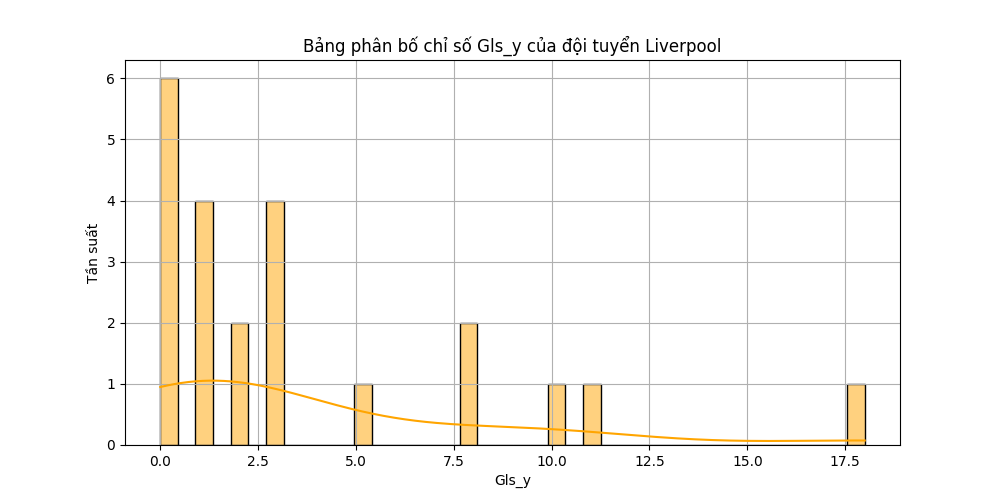 Bảng phân bố chỉ số Gls_y của đội tuyển Liverpool
6
5
4
3
2
1
0
Tần suất
0.0 2.5 5.0 7.5 10.0 12.5 15.0 17.5
Gls_y